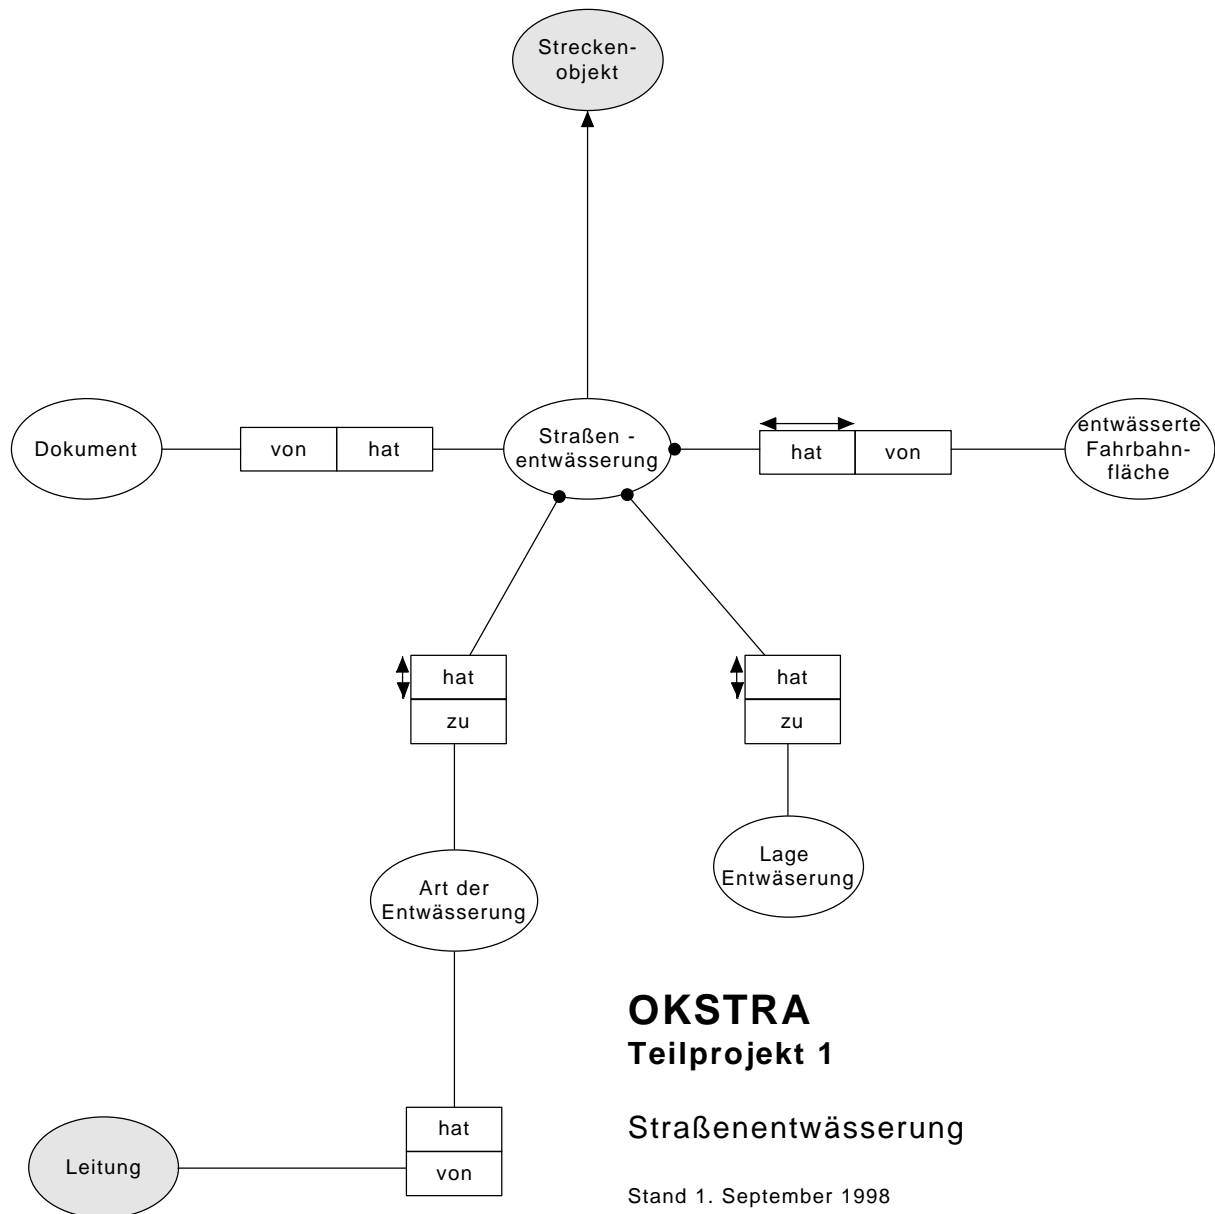 Strecken-
objekt
Dokument
von
hat
Straßen -
entwässerung
hat
von
entwässerte
Fahrbahn-
fläche
hat
zu
hat
zu
Lage
Entwäserung
Art der
Entwässerung
OKSTRA
Teilprojekt 1
Straßenentwässerung
Stand 1. September 1998
hat
von
Leitung